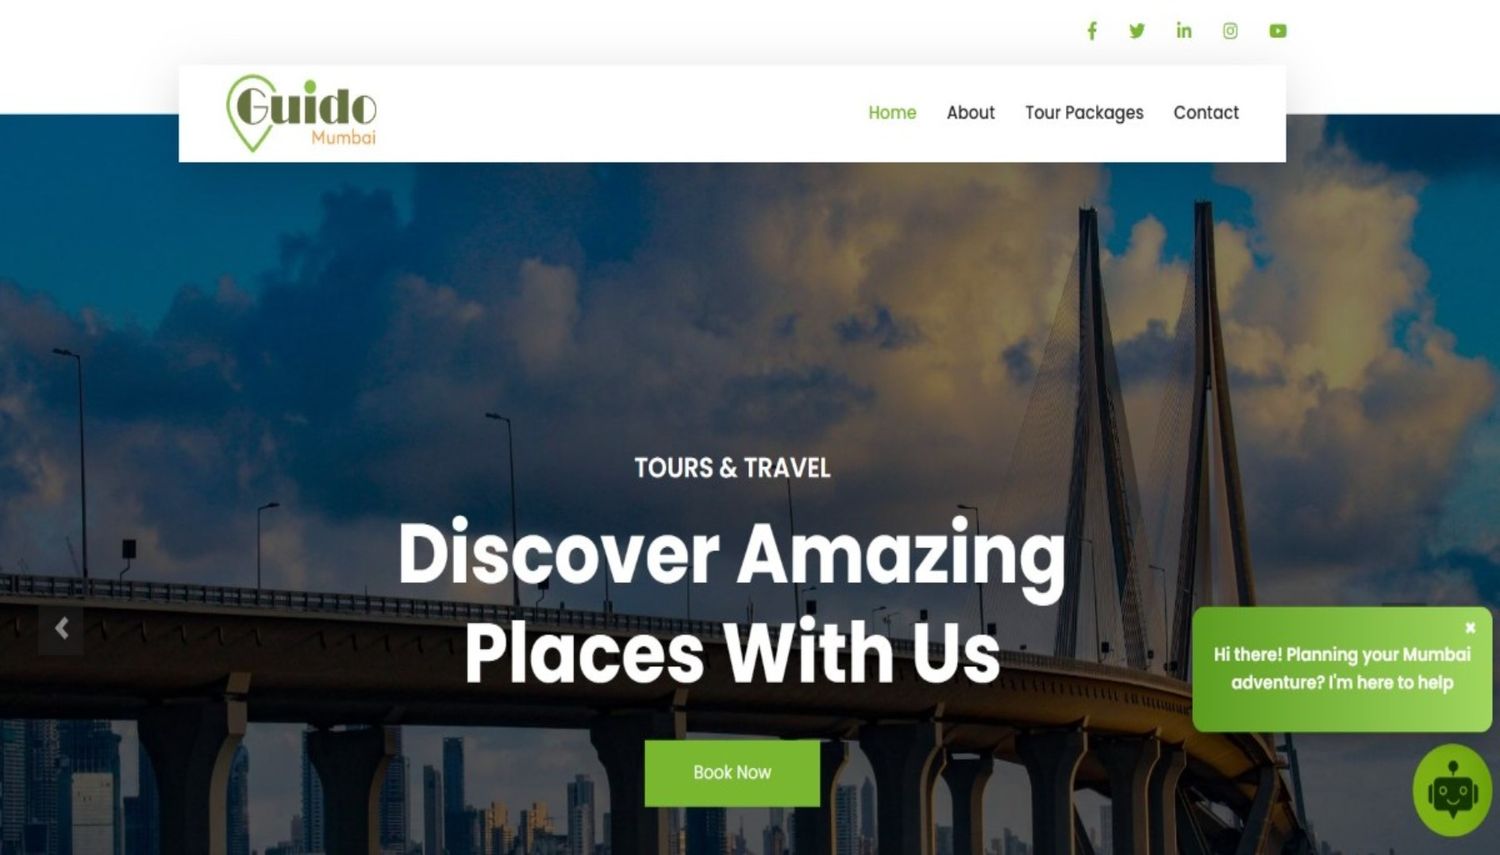 Guido
Mumbai
Home About Tour Packages Contact
TOURS & TRAVEL
Discover Amazing
Places With Us
Book Now
Hi there! Planning your Mumbai
adventure? I'm here to help